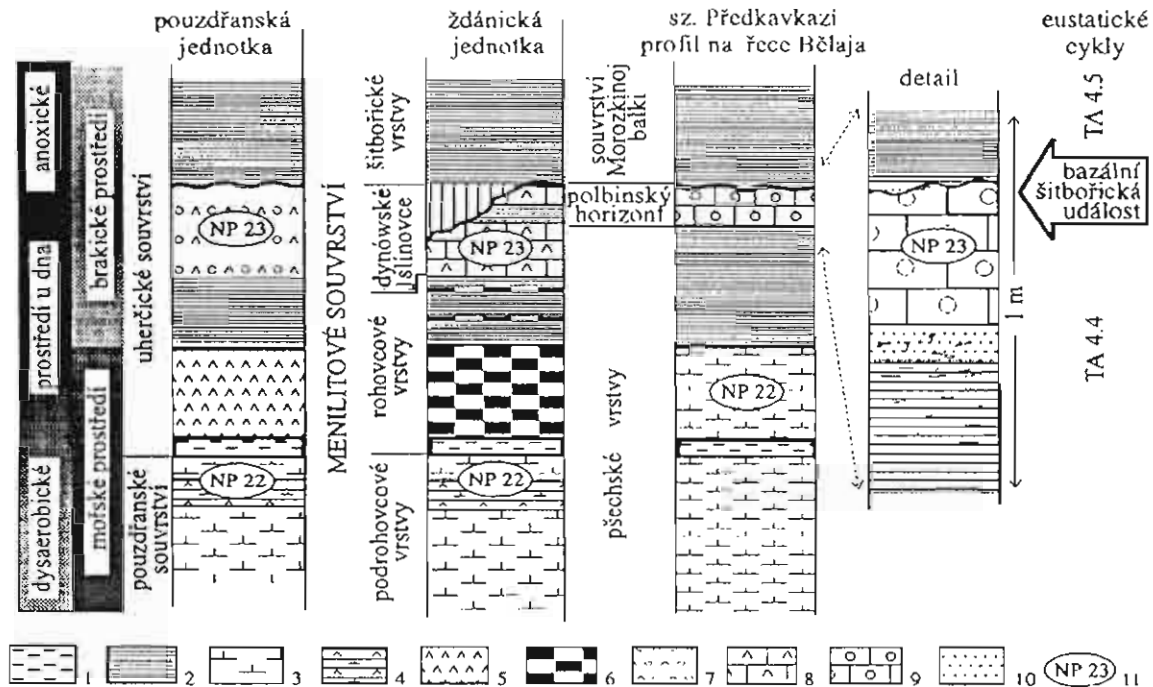 pouzdřanská
jednotka
ždánická
jednotka
sz. Předkavkazí
profil na řece Bělaja
eustatické
cykly
detail
anoxické
prostředí u dna
dysaerobické
brakické prostředí
mořské prostředí
uherčické souvrství
pouzdřanské
souvrství
NP 23
NP 22
MENILITOVÉ SOUVRSTVÍ
šitbořické
vrstvy
dynówské
slínovce
rohovcové
vrstvy
podrohovcové
vrstvy
NP 23
NP 22
souvrství
Morozkinoj
balki
polbinský
horizont
pšechské
vrstvy
NP 22
NP 23
1 m
TA 4.5
TA 4.4
bazální
šitbořická
událost
1 2 3 4 5 6 7 8 9 10 NP 23 11